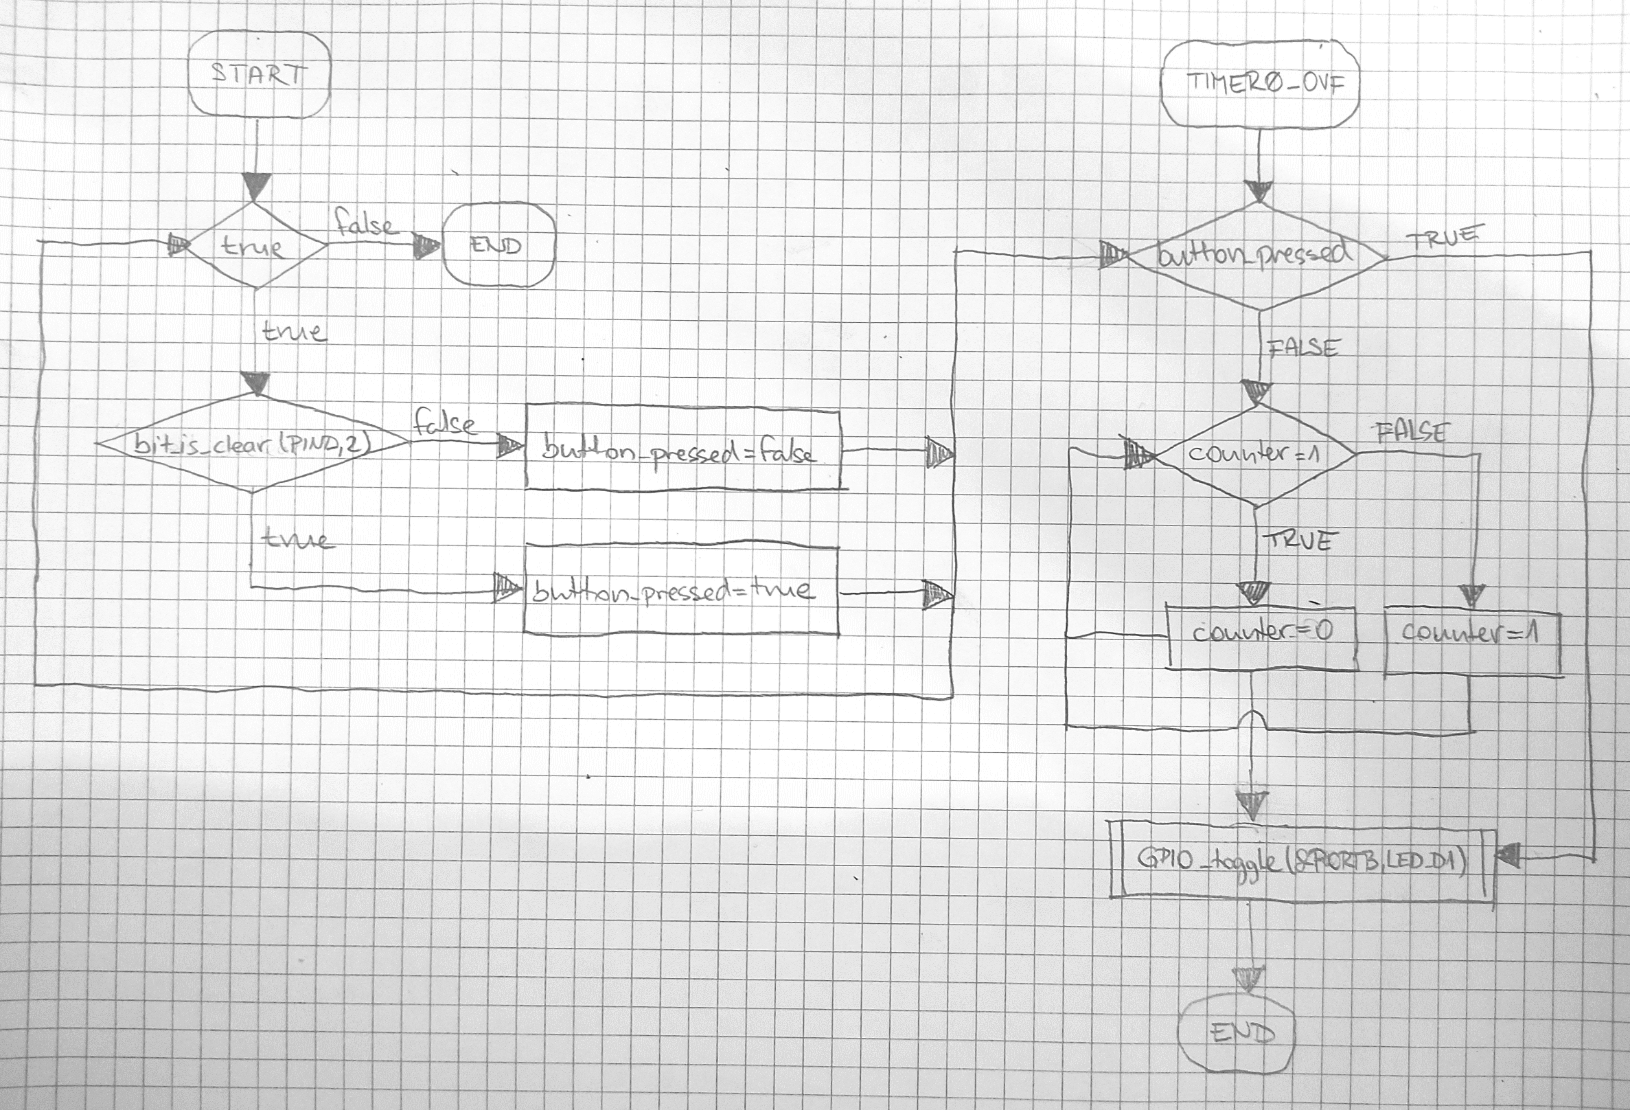 START
true
false
END
true
bit_is_clear(PIND,2)
false
button_pressed=false
true
button_pressed=true
TIMER0_OVF
button_pressed
TRUE
FALSE
counter=1
FALSE
TRUE
counter=0
counter=1
GPIO_toggle(&PORTB,LED_D1)
END